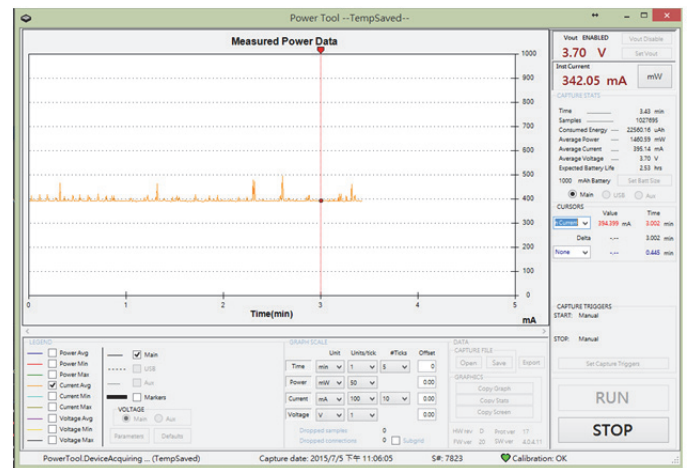 Power Tool --TempSaved--
Measured Power Data
1000
900
800
700
600
500
400
300
200
100
0
0 1 2 3 4 5
Time(min)
mA
Vout ENABLED Vout Disable
3.70 V Set Vout
Inst Current
342.05 mA mW
CAPTURE STATS
Time 3.43 min
Samples 1027695
Consumed Energy 22560.16 uAh
Average Power 1460.59 mW
Average Current 395.14 mA
Average Voltage 3.70 V
Expected Battery Life 2.53 hrs
1000 mAh Battery Set Batt Size
Main USB Aux
CURSORS
Value Time
Current 394.399 mA 3.002 min
Delta -.-- 3.002 min
None -.-- 0.445 min
CAPTURE TRIGGERS
START: Manual
STOP: Manual
Set Capture Triggers
RUN
STOP
LEGEND
Power Avg
Power Min
Power Max
Current Avg
Current Min
Current Max
Voltage Avg
Voltage Min
Voltage Max
Main
USB
Aux
Markers
VOLTAGE
Main Aux
Parameters Defaults
GRAPH SCALE
Unit Units/tick #Ticks Offset
Time min 1 5 0
Power mW 50 0.00
Current mA 100 10 0.00
Voltage V 1 0.00
Dropped samples 0
Dropped connections 0 Subgrid
DATA
CAPTURE FILE
Open Save Export
GRAPHICS
Copy Graph
Copy Stats
Copy Screen
HW rev D Prot ver 17
FW ver 20 SW ver 4.0.4.11
PowerTool.DeviceAcquiring ... (TempSaved) Capture date: 2015/7/5 下午 11:06:05 S#: 7823 Calibration: OK